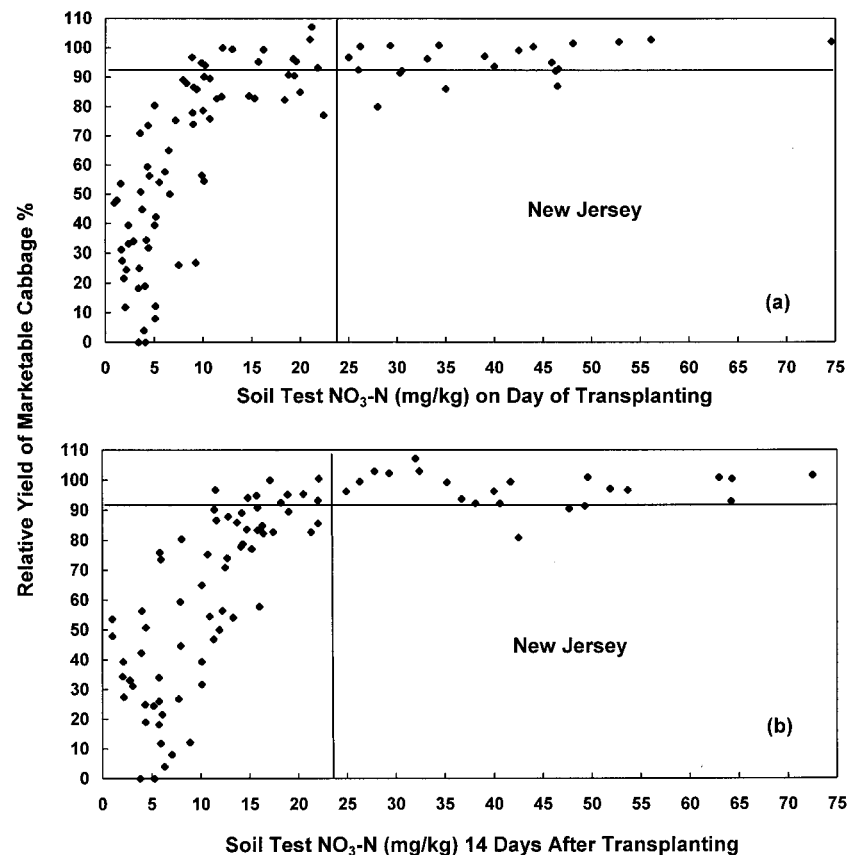 Relative Yield of Marketable Cabbage %
110
100
90
80
70
60
50
40
30
20
10
0
New Jersey
(a)
0 5 10 15 20 25 30 35 40 45 50 55 60 65 70 75
Soil Test NO₃-N (mg/kg) on Day of Transplanting
110
100
90
80
70
60
50
40
30
20
10
0
New Jersey
(b)
0 5 10 15 20 25 30 35 40 45 50 55 60 65 70 75
Soil Test NO₃-N (mg/kg) 14 Days After Transplanting